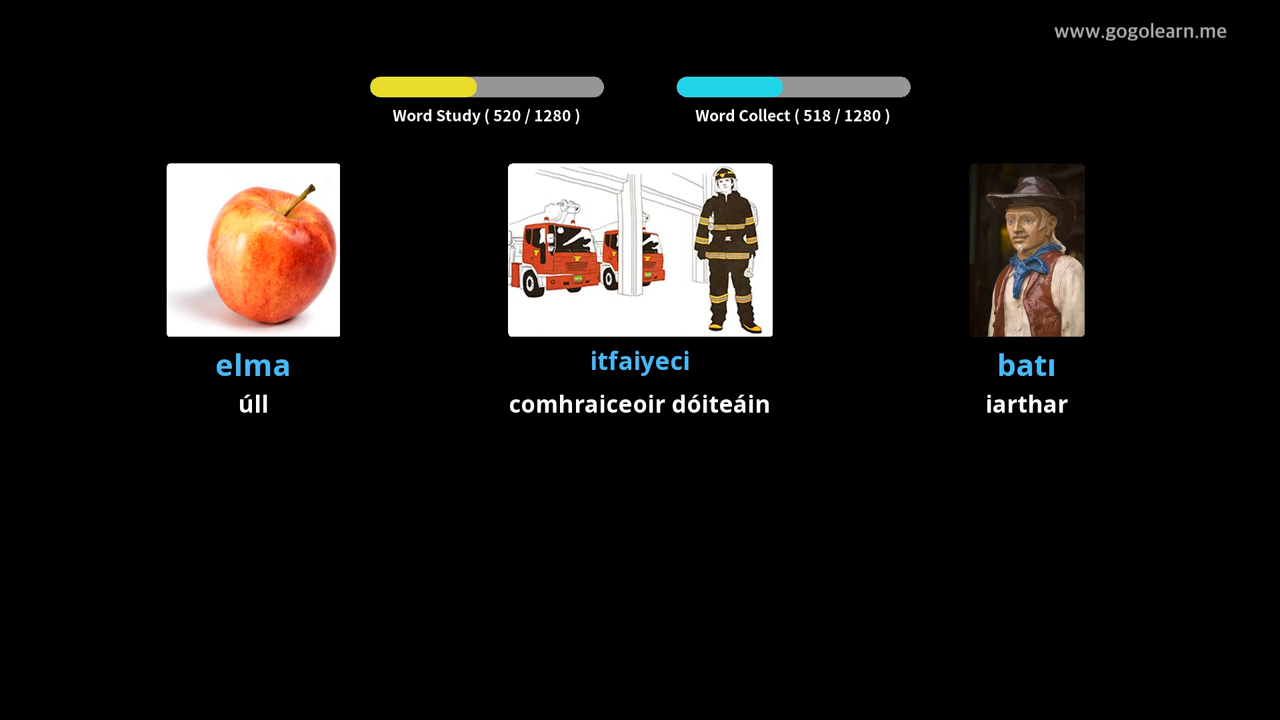 www.gogolearn.me
Word Study ( 520 / 1280 )
Word Collect ( 518 / 1280 )
elma
úll
itfaiyeci
comhraiceoir dóiteáin
batı
iarthar